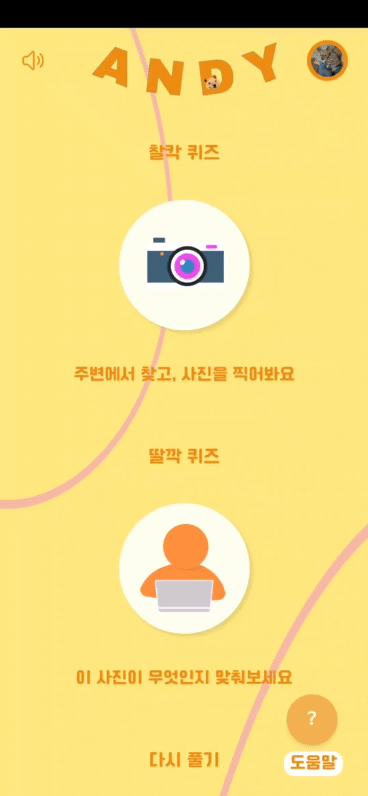 ANDY
찰칵 퀴즈
주변에서 찾고, 사진을 찍어봐요
딸깍 퀴즈
이 사진이 무엇인지 맞춰보세요
?
다시 풀기
도움말